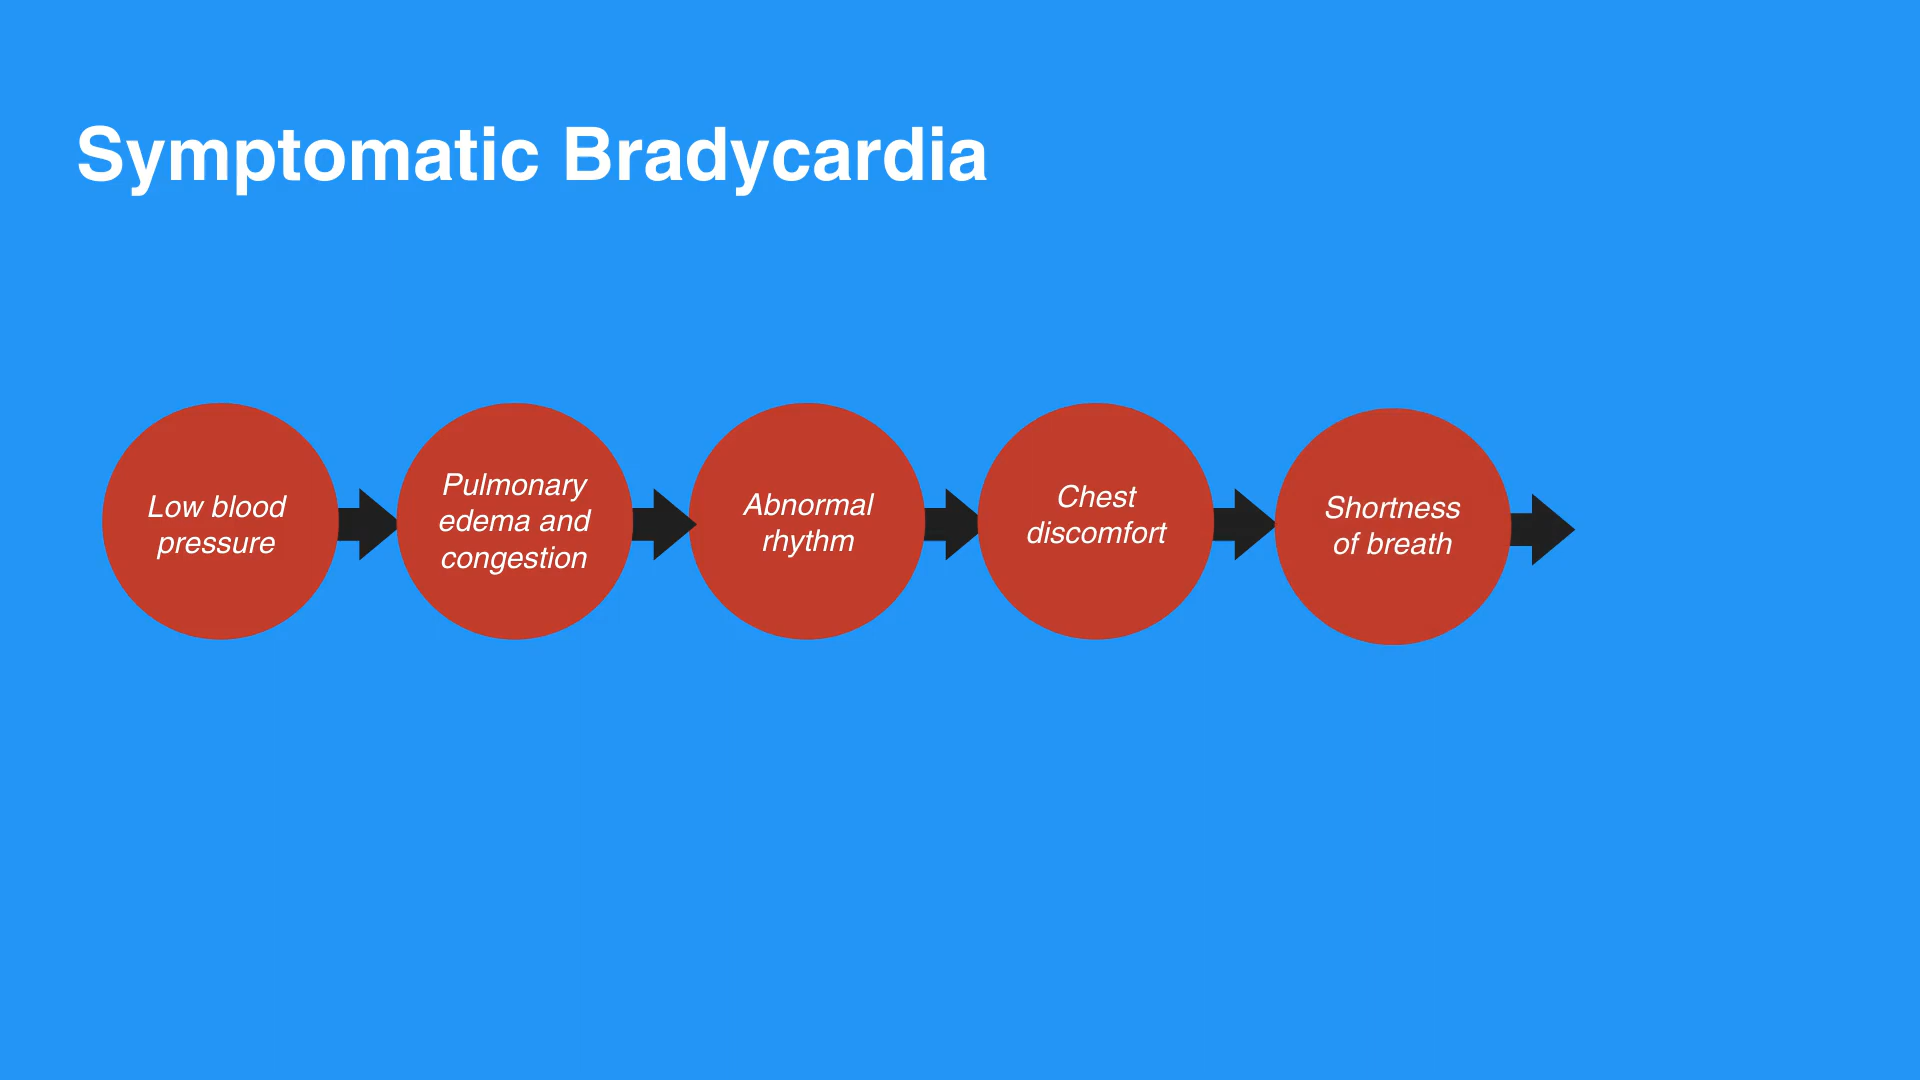 Symptomatic Bradycardia
Low blood
pressure
Pulmonary
edema and
congestion
Abnormal
rhythm
Chest
discomfort
Shortness
of breath